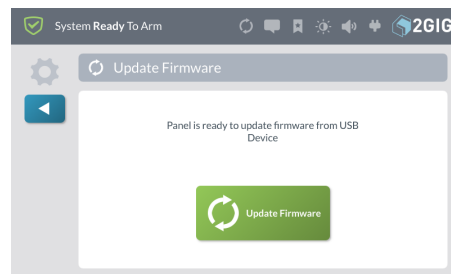 System Ready To Arm
2GIG
Update Firmware
Panel is ready to update firmware from USB
Device
Update Firmware